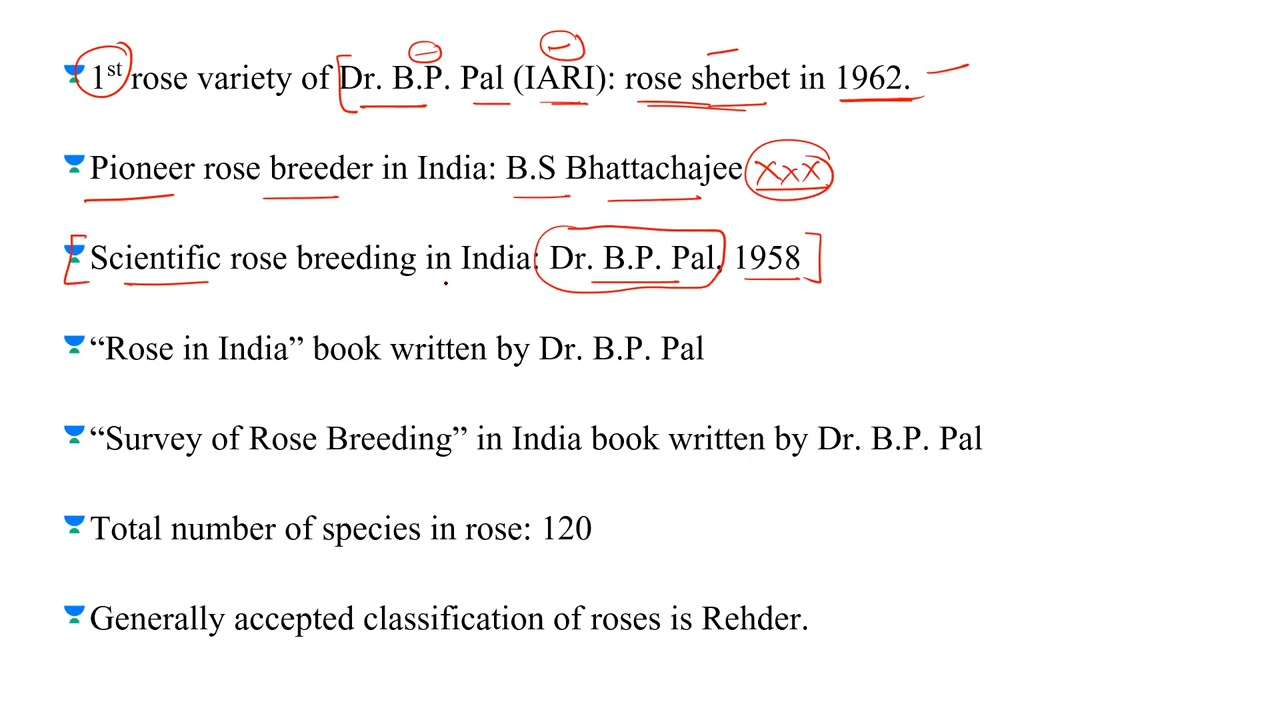 1st rose variety of Dr. B.P. Pal (IARI): rose sherbet in 1962.
Pioneer rose breeder in India: B.S Bhattachajee xxx
Scientific rose breeding in India: Dr. B.P. Pal, 1958
“Rose in India” book written by Dr. B.P. Pal
“Survey of Rose Breeding” in India book written by Dr. B.P. Pal
Total number of species in rose: 120
Generally accepted classification of roses is Rehder.